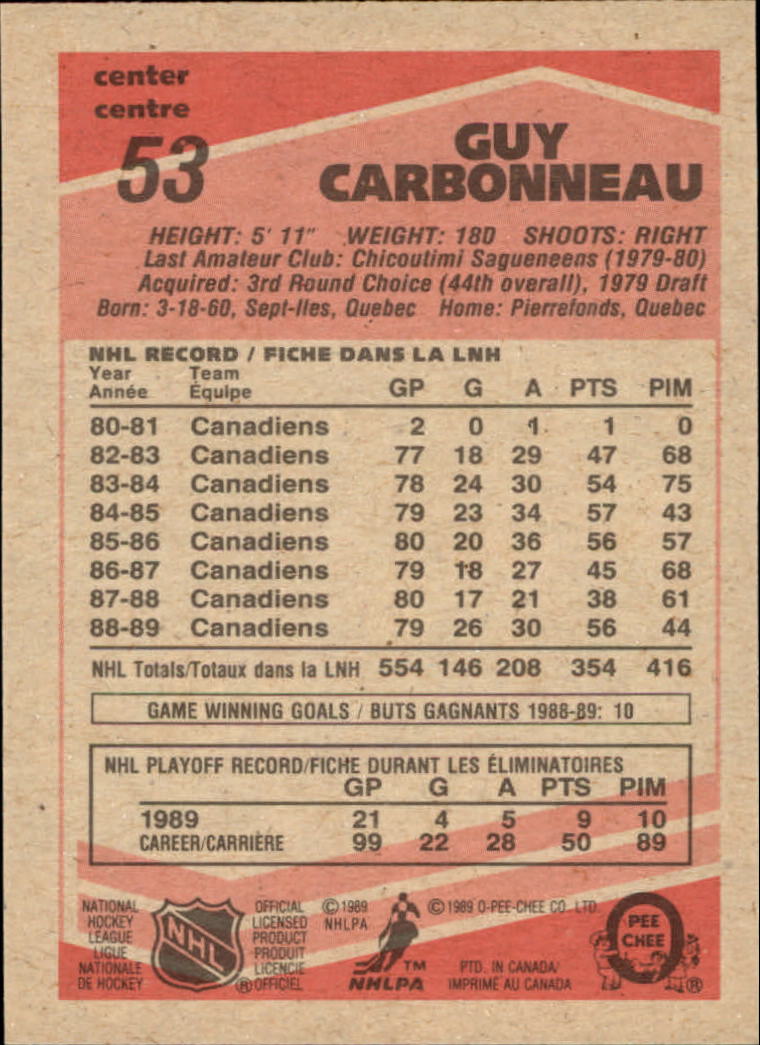 center
centre
53
GUY
CARBONNEAU
HEIGHT: 5' 11" WEIGHT: 180 SHOOTS: RIGHT
Last Amateur Club: Chicoutimi Sagueneens (1979-80)
Acquired: 3rd Round Choice (44th overall), 1979 Draft
Born: 3-18-60, Sept-Iles, Quebec Home: Pierrefonds, Quebec
NHL RECORD / FICHE DANS LA LNH
Year Team
Année Équipe GP G A PTS PIM
80-81 Canadiens 2 0 1 1 0
82-83 Canadiens 77 18 29 47 68
83-84 Canadiens 78 24 30 54 75
84-85 Canadiens 79 23 34 57 43
85-86 Canadiens 80 20 36 56 57
86-87 Canadiens 79 18 27 45 68
87-88 Canadiens 80 17 21 38 61
88-89 Canadiens 79 26 30 56 44
NHL Totals/Totaux dans la LNH 554 146 208 354 416
GAME WINNING GOALS / BUTS GAGNANTS 1988-89: 10
NHL PLAYOFF RECORD/FICHE DURANT LES ÉLIMINATOIRES
GP G A PTS PIM
1989 21 4 5 9 10
CAREER/CARRIÈRE 99 22 28 50 89
NATIONAL
HOCKEY
LEAGUE
LIGUE
NATIONALE
DE HOCKEY
NHL
OFFICIAL
LICENSED
PRODUCT
PRODUIT
LICENCIE
® OFFICIEL
© 1989
NHLPA
TM
NHLPA
© 1989 O-PEE-CHEE CO. LTD.
PTD. IN CANADA/
IMPRIMÉ AU CANADA
PEE
CHEE
®